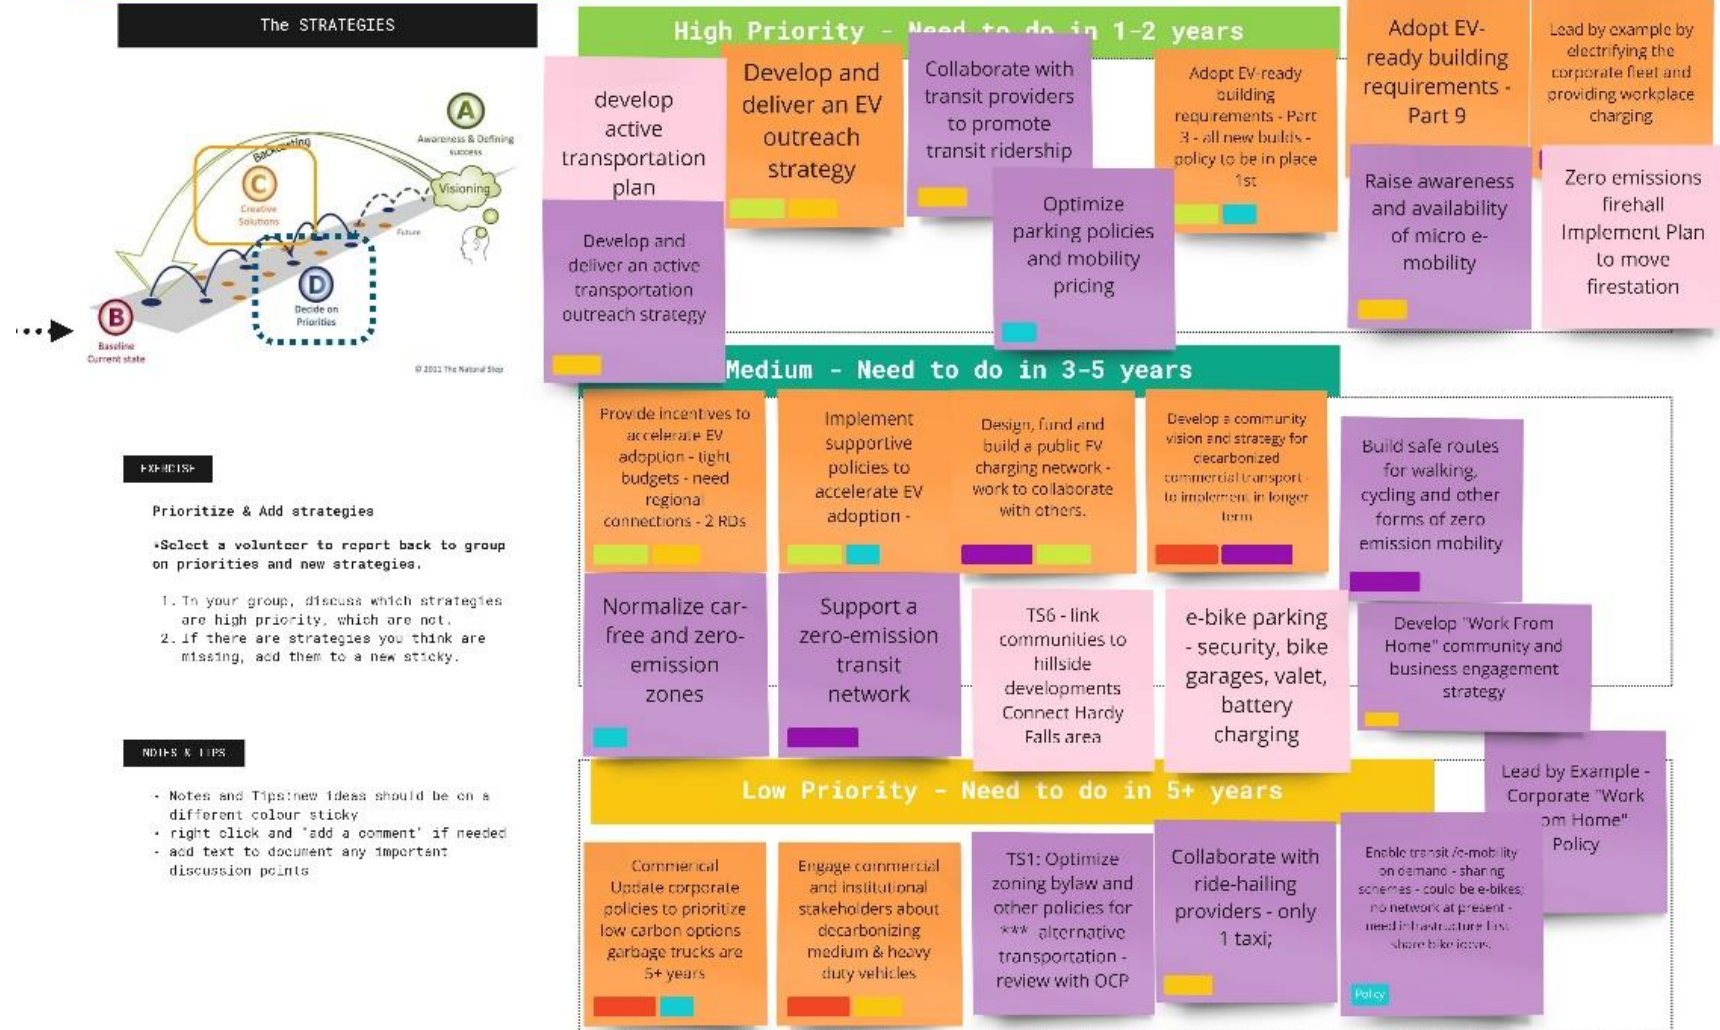 The STRATEGIES
A
Awareness & Defining
success
Backcasting
C
Creative
Solutions
Visioning
Future
D
Decide on
Priorities
B
Baseline
Current state
© 2011 The Natural Step
EXERCISE
Prioritize & Add strategies
•Select a volunteer to report back to group
on priorities and new strategies.
1. In your group, discuss which strategies
are high priority, which are not.
2. If there are strategies you think are
missing, add them to a new sticky.
NOTES & TIPS
- Notes and Tips:new ideas should be on a
different colour sticky
• right click and "add a comment" if needed
- add text to document any important
discussion points
High Priority - Need to do in 1-2 years
develop
active
transportation
plan
Develop and
deliver an EV
outreach
strategy
Collaborate with
transit providers
to promote
transit ridership
Adopt EV-ready
building
requirements - Part
3 - all new builds -
policy to be in place
1st
Adopt EV-
ready building
requirements -
Part 9
Lead by example by
electrifying the
corporate fleet and
providing workplace
charging
Develop and
deliver an active
transportation
outreach strategy
Optimize
parking policies
and mobility
pricing
Raise awareness
and availability
of micro e-
mobility
Zero emissions
firehall
Implement Plan
to move
firestation
Medium - Need to do in 3-5 years
Provide incentives to
accelerate EV
adoption - tight
budgets - need
regional
connections - 2 RDs
Implement
supportive
policies to
accelerate EV
adoption -
Design, fund and
build a public EV
charging network -
work to collaborate
with others.
Develop a community
vision and strategy for
decarbonized
commercial transport -
to implement in longer
term
Build safe routes
for walking,
cycling and other
forms of zero
emission mobility
Normalize car-
free and zero-
emission
zones
Support a
zero-emission
transit
network
TS6 - link
communities to
hillside
developments
Connect Hardy
Falls area
e-bike parking
- security, bike
garages, valet,
battery
charging
Develop "Work From
Home" community and
business engagement
strategy
Low Priority - Need to do in 5+ years
Lead by Example -
Corporate "Work
om Home"
Policy
Commerical
Update corporate
policies to prioritize
low carbon options -
garbage trucks are
5+ years
Engage commercial
and institutional
stakeholders about
decarbonizing
medium & heavy
duty vehicles
TS1: Optimize
zoning bylaw and
other policies for
*** alternative
transportation -
review with OCP
Collaborate with
ride-hailing
providers - only
1 taxi;
Enable transit /e-mobility
on demand - sharing
schemes - could be e-bikes;
no network at present -
need infrastructure first
share bike ideas.
Policy